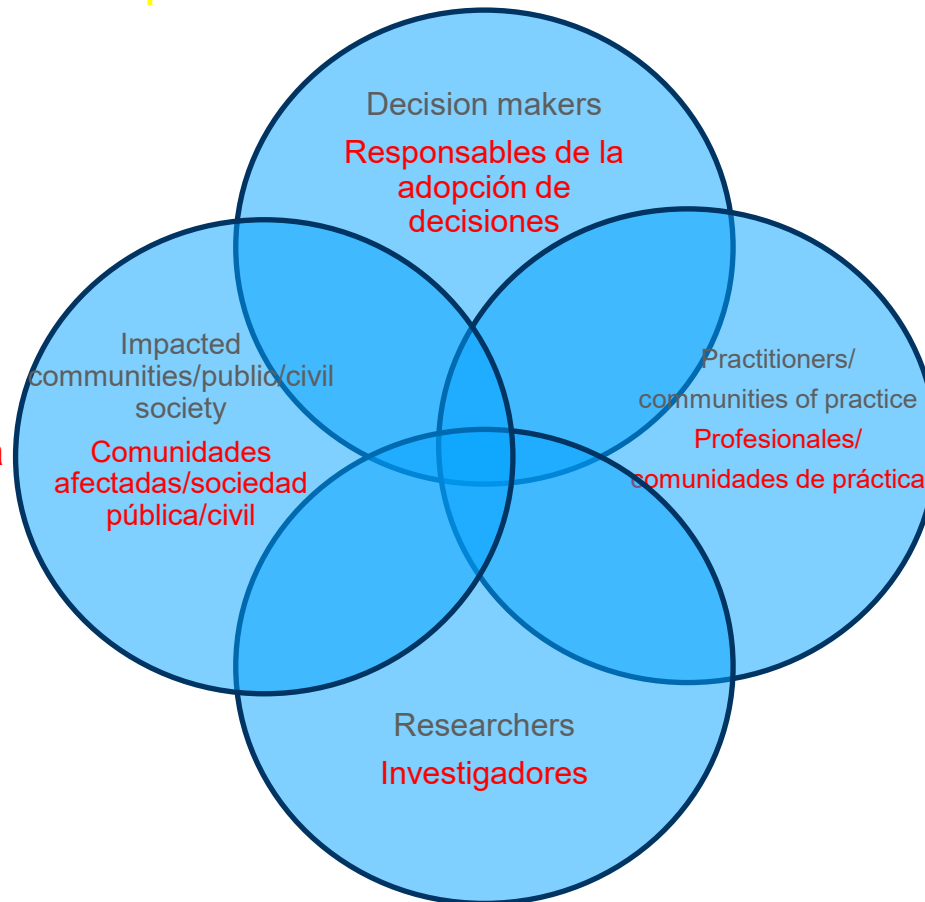 Decision makers
Responsables de la
adopción de
decisiones
Impacted
communities/public/civil
society
Comunidades
afectadas/sociedad
pública/civil
Practitioners/
communities of practice
Profesionales/
comunidades de práctica
Researchers
Investigadores